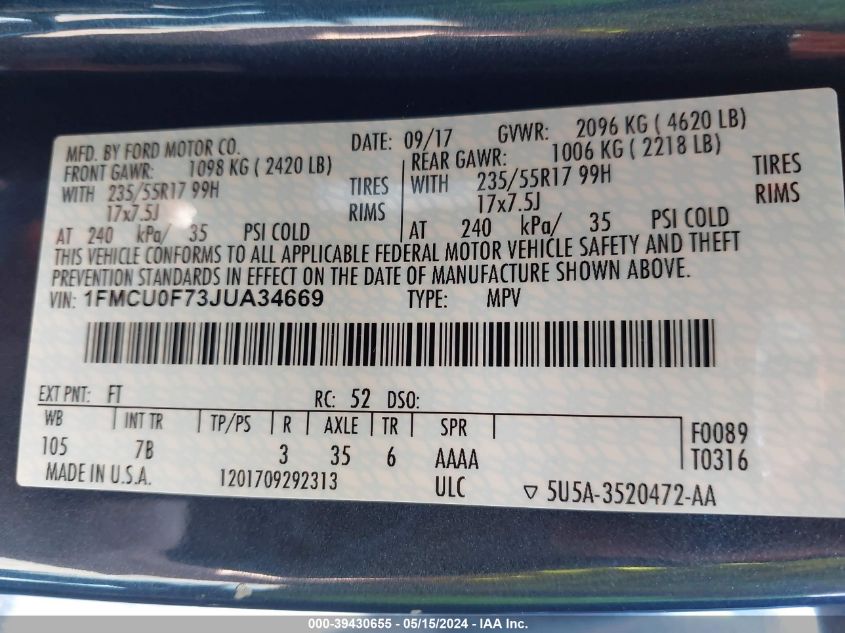 MFD. BY FORD MOTOR CO. DATE: 09/17 GVWR: 2096 KG ( 4620 LB)
FRONT GAWR: 1098 KG ( 2420 LB) REAR GAWR: 1006 KG ( 2218 LB)
WITH 235/55R17 99H TIRES WITH 235/55R17 99H TIRES
17x7.5J RIMS 17x7.5J RIMS
AT 240 kPa/ 35 PSI COLD AT 240 kPa/ 35 PSI COLD
THIS VEHICLE CONFORMS TO ALL APPLICABLE FEDERAL MOTOR VEHICLE SAFETY AND THEFT
PREVENTION STANDARDS IN EFFECT ON THE DATE OF MANUFACTURE SHOWN ABOVE.
VIN: 1FMCU0F73JUA34669 TYPE: MPV
EXT PNT: FT RC: 52 DSO:
WB INT TR TP/PS R AXLE TR SPR F0089
105 7B 3 35 6 AAAA T0316
MADE IN U.S.A. 1201709292313 ULC ▽ 5U5A-3520472-AA
000-39430655 - 05/15/2024 - IAA Inc.